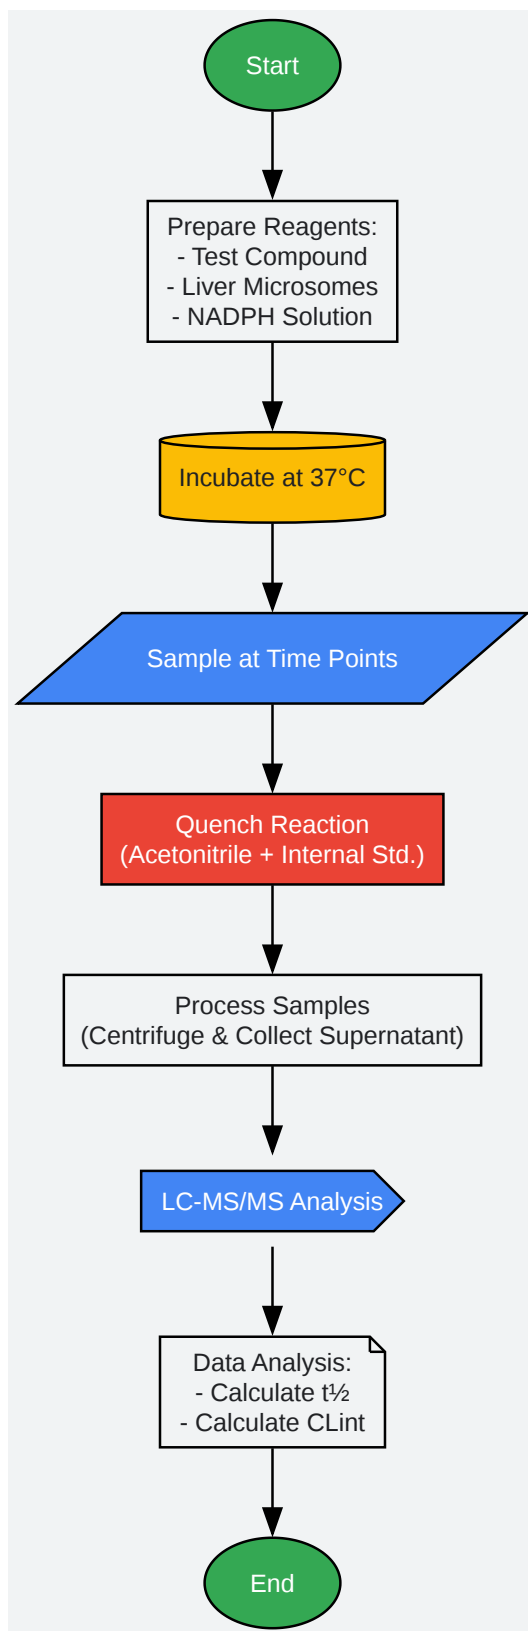 Start
Prepare Reagents:
- Test Compound
- Liver Microsomes
- NADPH Solution
Incubate at 37°C
Sample at Time Points
Quench Reaction
(Acetonitrile + Internal Std.)
Process Samples
(Centrifuge & Collect Supernatant)
LC-MS/MS Analysis
Data Analysis:
- Calculate t½
- Calculate CLint
End